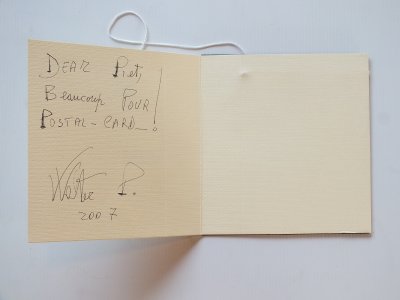 DEAR Piet,
Beaucoup POUR
POSTAL-CARD_!
Walter P.
2007